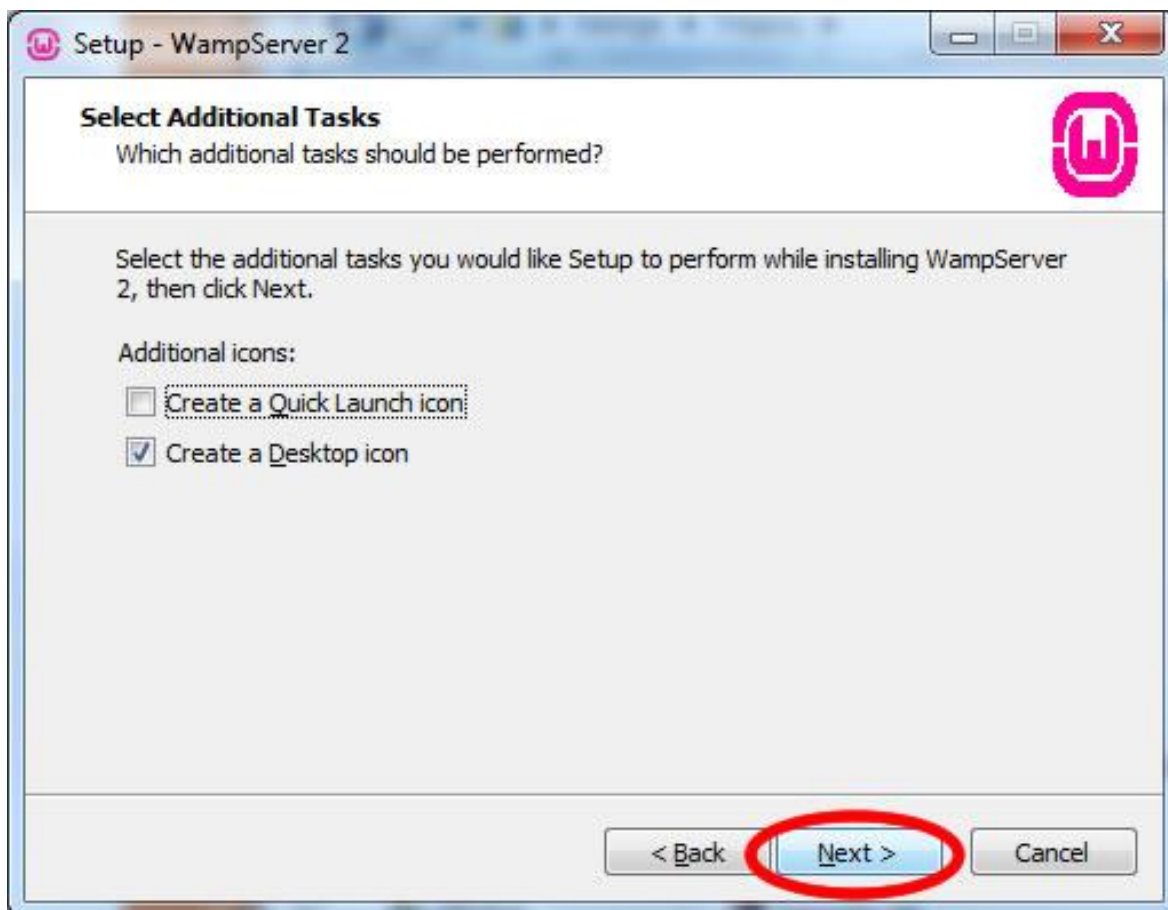 Setup - WampServer 2
Select Additional Tasks
Which additional tasks should be performed?
Select the additional tasks you would like Setup to perform while installing WampServer
2, then click Next.
Additional icons:
Create a Quick Launch icon
Create a Desktop icon
< Back
Next >
Cancel